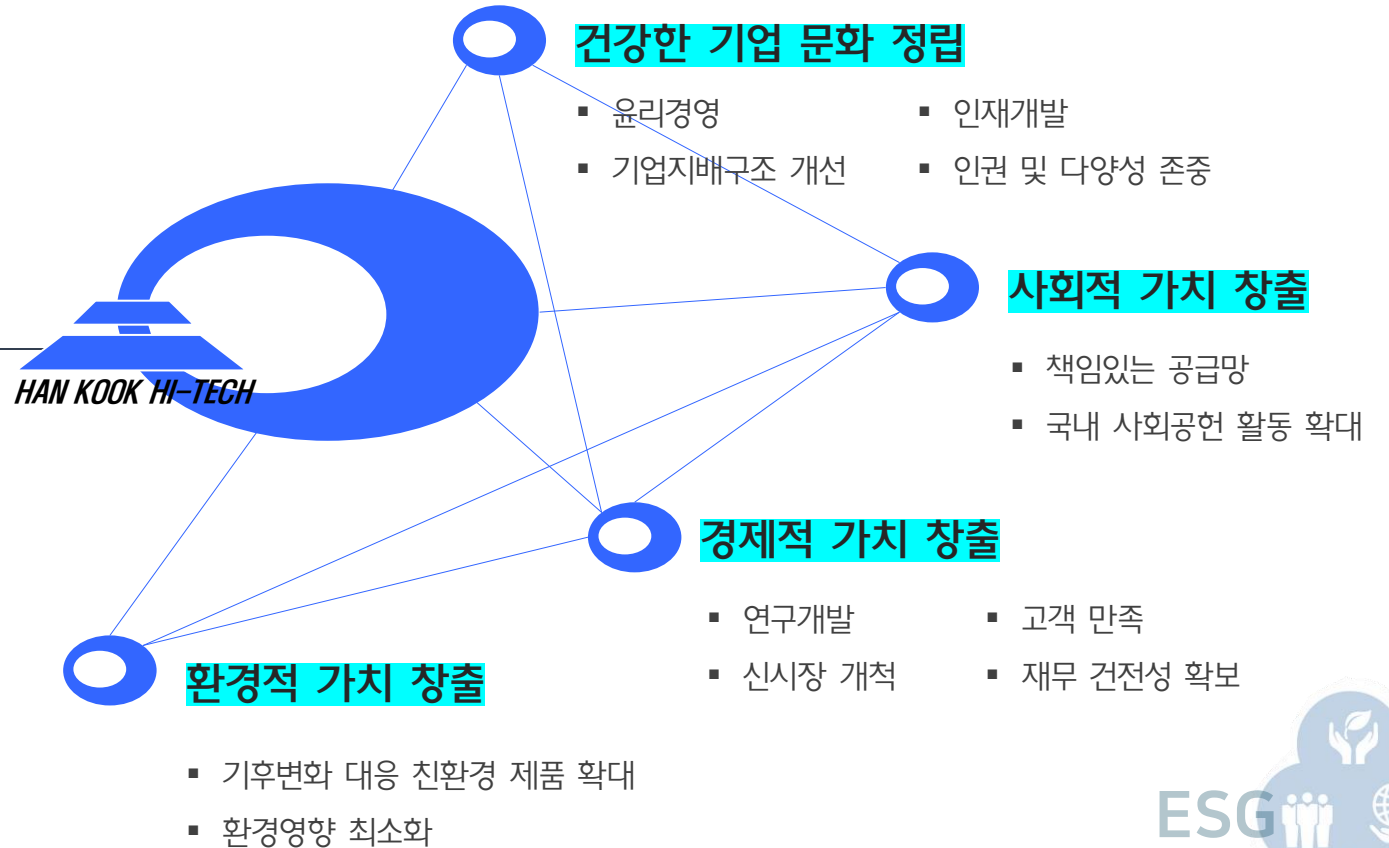 건강한 기업 문화 정립
▪ 윤리경영
▪ 인재개발
▪ 기업지배구조 개선
▪ 인권 및 다양성 존중
사회적 가치 창출
▪ 책임있는 공급망
▪ 국내 사회공헌 활동 확대
HAN KOOK HI-TECH
경제적 가치 창출
▪ 연구개발
▪ 고객 만족
▪ 신시장 개척
▪ 재무 건전성 확보
환경적 가치 창출
▪ 기후변화 대응 친환경 제품 확대
▪ 환경영향 최소화
ESG